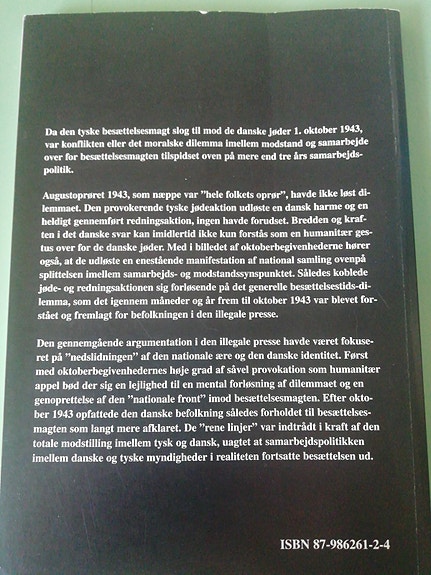 Da den tyske besættelsesmagt slog til mod de danske jøder 1. oktober 1943,
var konflikten eller det moralske dilemma imellem modstand og samarbejde
over for besættelsesmagten tilspidset oven på mere end tre års samarbejds-
politik.
Augustoprøret 1943, som næppe var ”hele folkets oprør”, havde ikke løst di-
lemmaet. Den provokerende tyske jødeaktion udløste en dansk harme og en
heldigt gennemført redningsaktion, ingen havde forudset. Bredden og kraf-
ten i det danske svar kan imidlertid ikke kun forstås som en humanitær ges-
tus over for de danske jøder. Med i billedet af oktoberbegivenhederne hører
også, at de udløste en enestående manifestation af national samling ovenpå
splittelsen imellem samarbejds- og modstandssynspunktet. Således koblede
jøde- og redningsaktionen sig forløsende på det generelle besættelsestids-di-
lemma, som det igennem måneder og år frem til oktober 1943 var blevet for-
stået og fremlagt for befolkningen i den illegale presse.
Den gennemgående argumentation i den illegale presse havde været fokuse-
ret på ”nedslidningen” af den nationale ære og den danske identitet. Først
med oktoberbegivenhedernes høje grad af såvel provokation som humanitær
appel bød der sig en lejlighed til en mental forløsning af dilemmaet og en
genoprettelse af den ”nationale front” imod besættelsesmagten. Efter okto-
ber 1943 opfattede den danske befolkning således forholdet til besættelses-
magten som langt mere afklaret. De ”rene linjer” var indtrådt i kraft af den
totale modstilling imellem tysk og dansk, uagtet at samarbejdspolitikken
imellem danske og tyske myndigheder i realiteten fortsatte besættelsen ud.
ISBN 87-986261-2-4